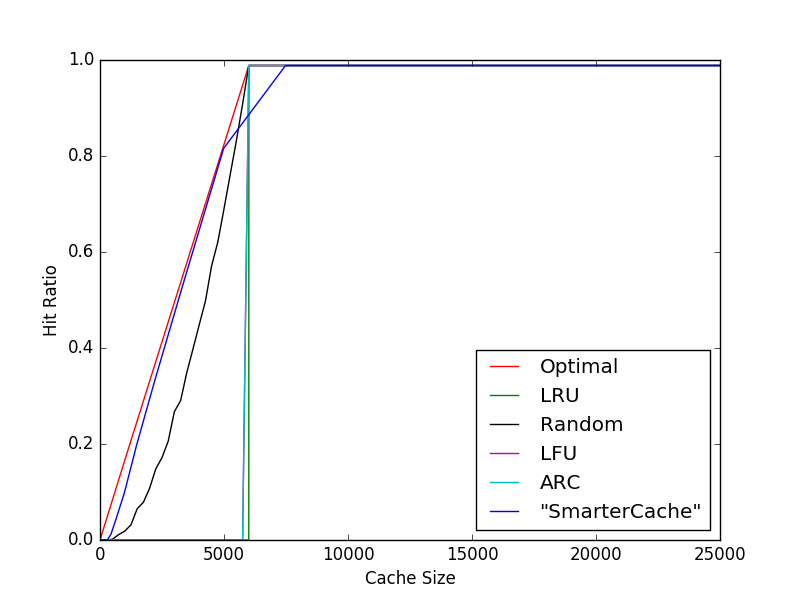 1.0
0.8
0.6
0.4
0.2
0.0
Hit Ratio
0
5000
10000
15000
20000
25000
Cache Size
Optimal
LRU
Random
LFU
ARC
"SmarterCache"